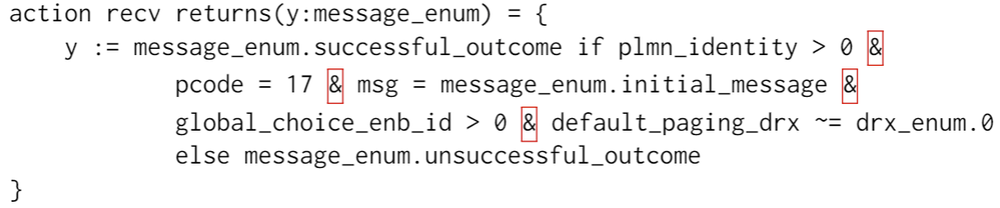 action recv returns(y:message_enum) = {
y := message_enum.successful_outcome if plmn_identity > 0 &
pcode = 17 & msg = message_enum.initial_message &
global_choice_enb_id > 0 & default_paging_drx ~= drx_enum.0
else message_enum.unsuccessful_outcome
}